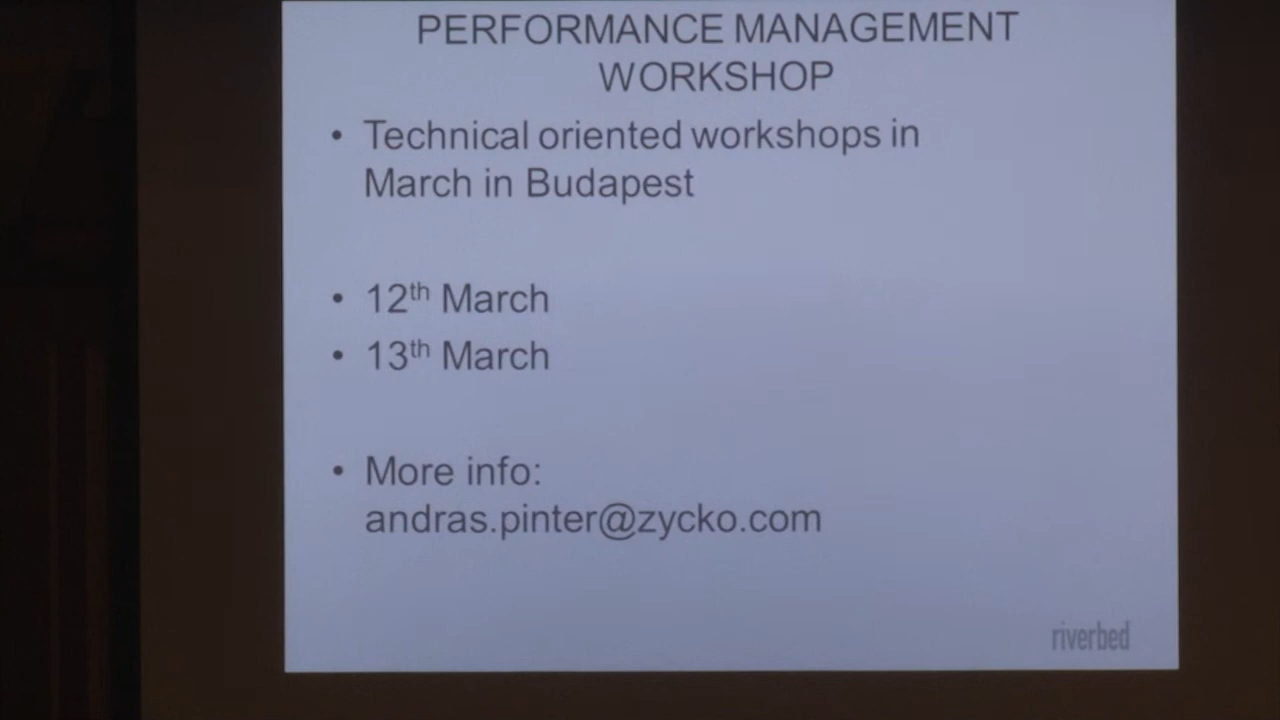 PERFORMANCE MANAGEMENT
WORKSHOP
• Technical oriented workshops in
March in Budapest
• 12th March
• 13th March
• More info:
andras.pinter@zycko.com
riverbed